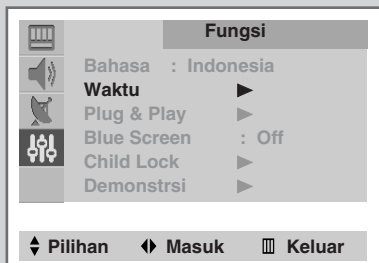 Fungsi
Bahasa : Indonesia
Waktu
Plug & Play
Blue Screen : Off
Child Lock
Demonstrsi
Pilihan Masuk Keluar